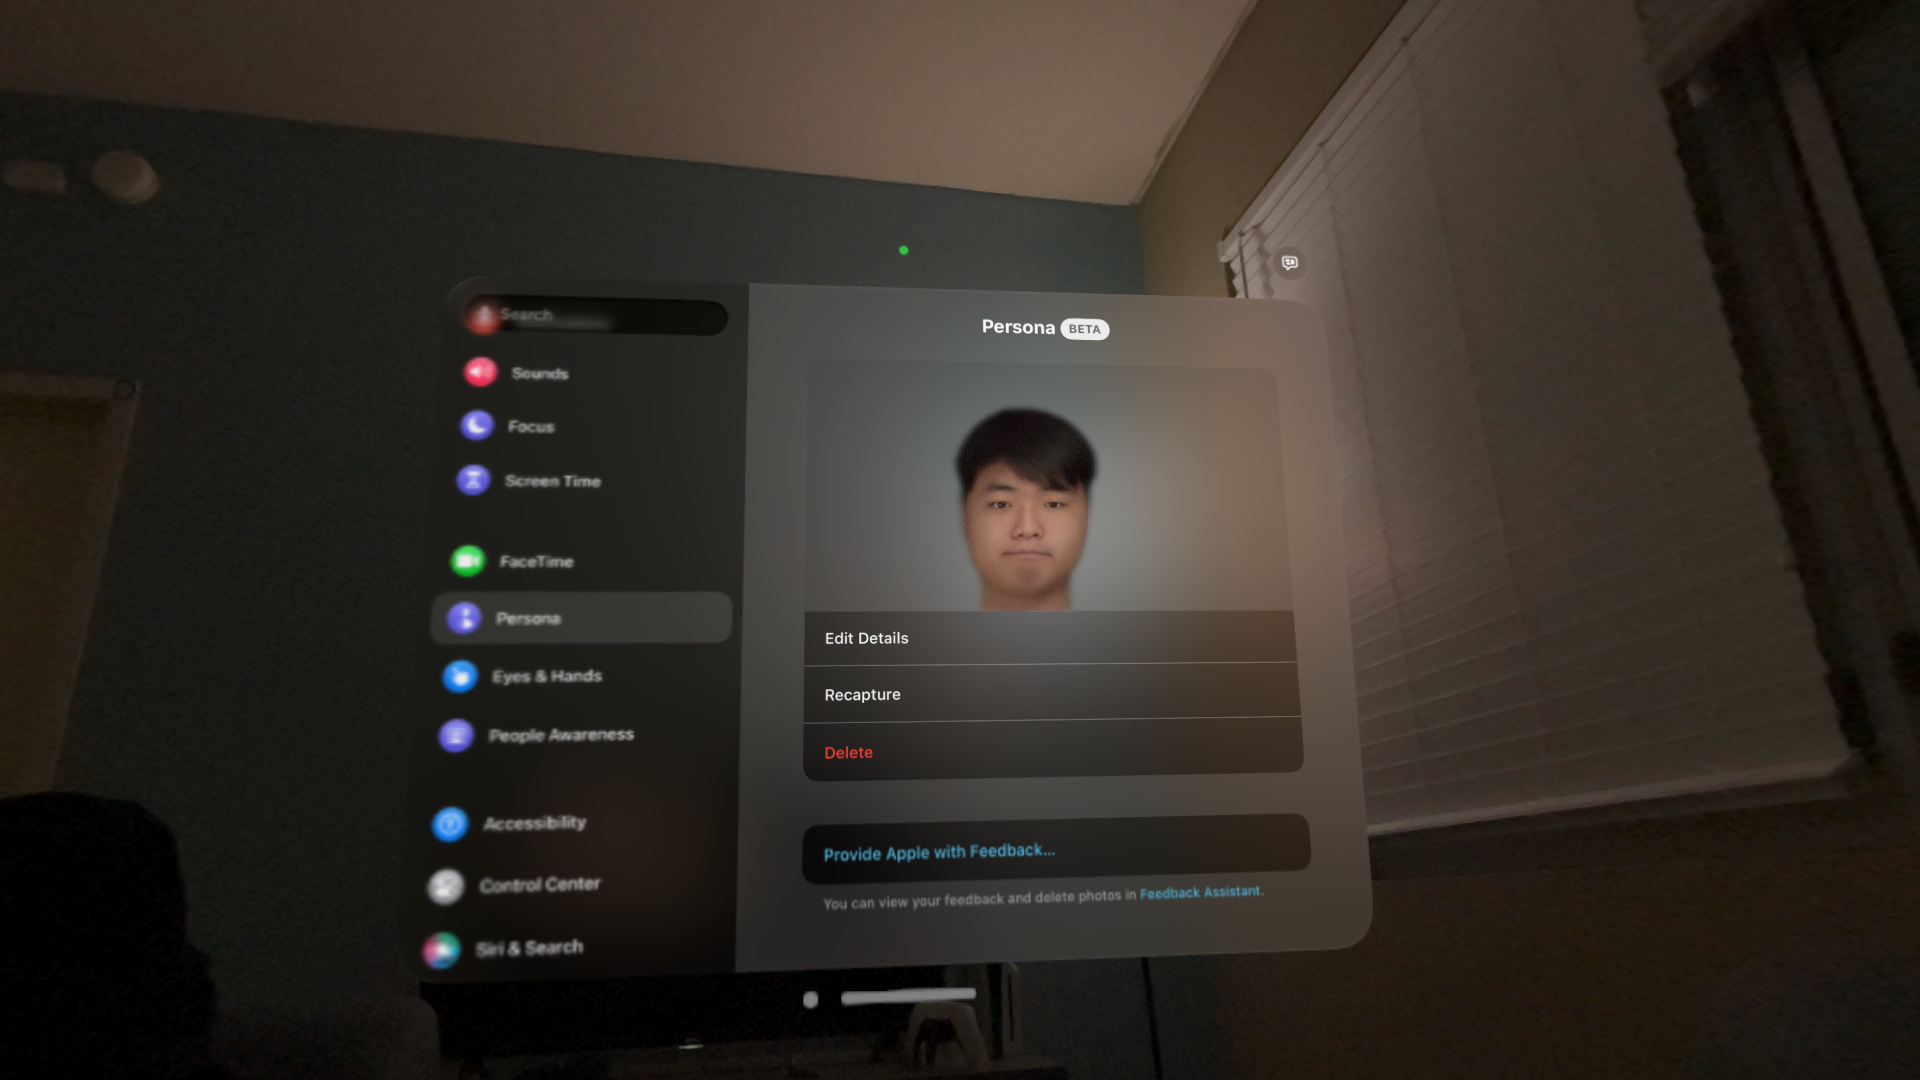 Search
Sounds
Focus
Screen Time
FaceTime
Persona
Eyes & Hands
People Awareness
Accessibility
Control Center
Siri & Search
Persona BETA
Edit Details
Recapture
Delete
Provide Apple with Feedback...
You can view your feedback and delete photos in Feedback Assistant.